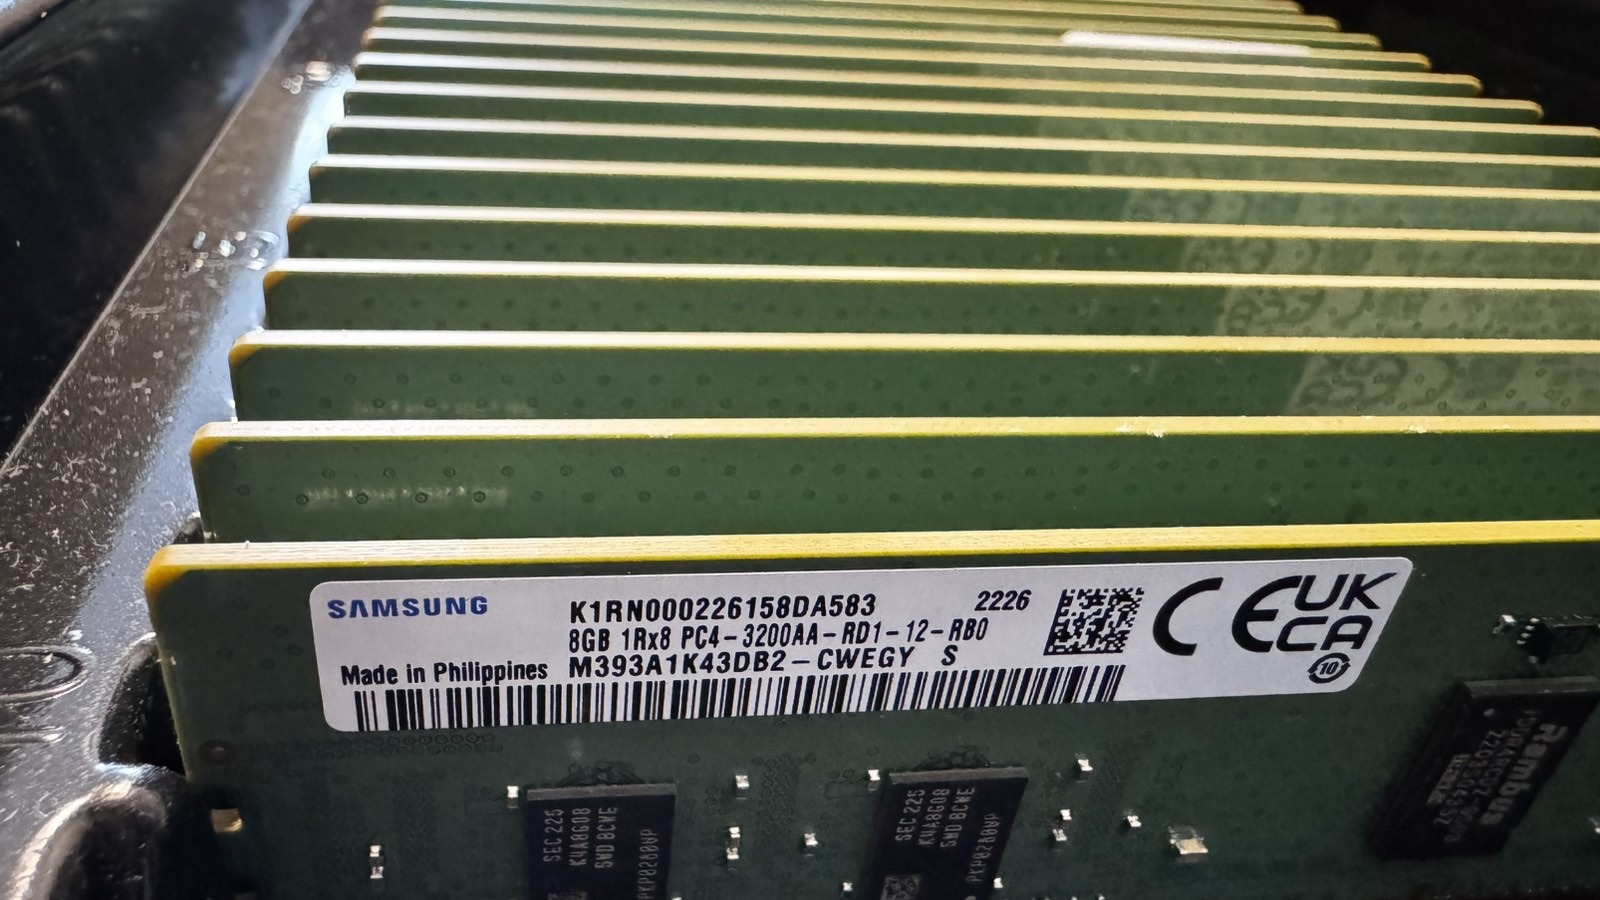 SAMSUNG
K1RN000226158DA583
2226
8GB 1Rx8 PC4-3200AA-RD1-12-RB0
Made in Philippines
M393A1K43DB2-CWEGY S
CE
UK
CA
10
SEC 225
K4A8G08
5WD BCWE
SEC 225
K4A8G08
5WD BCWE
Rambus